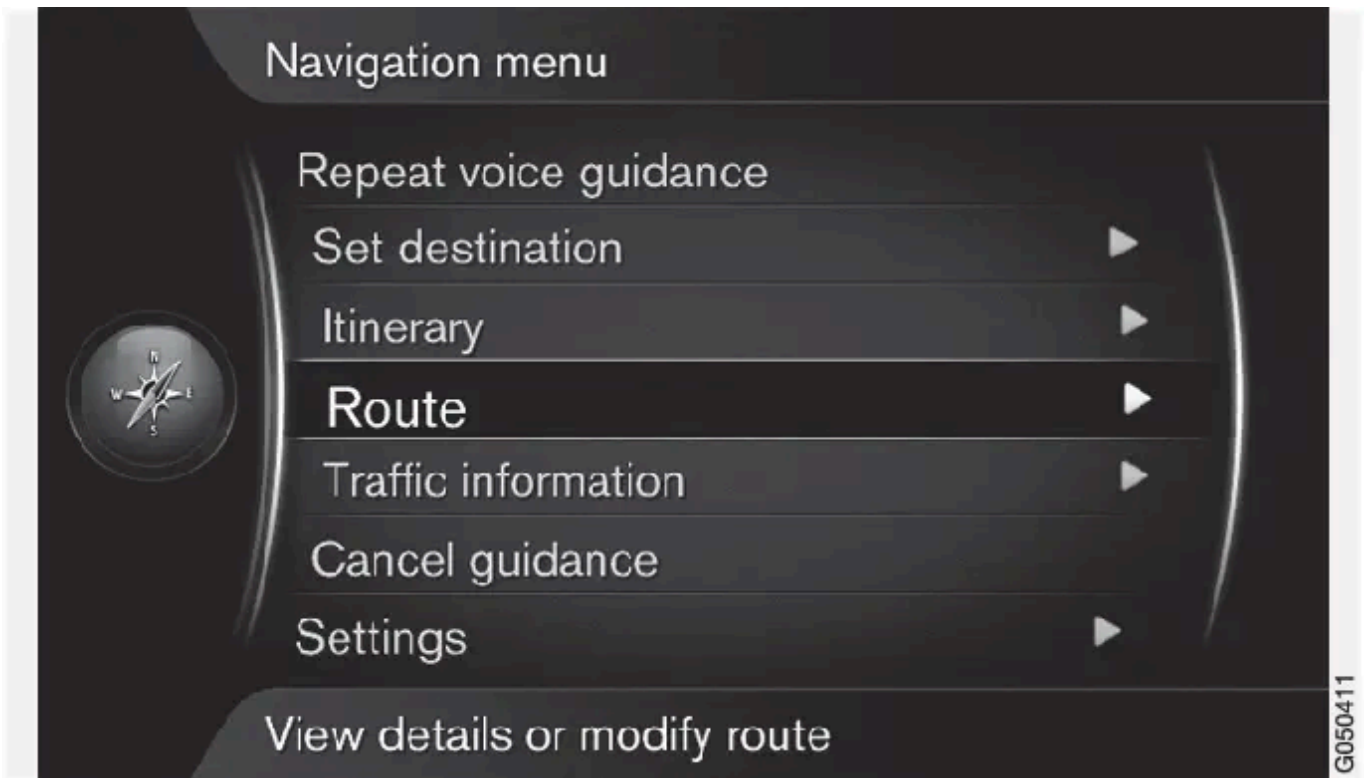 Navigation menu
Repeat voice guidance
Set destination
Itinerary
Route
Traffic information
Cancel guidance
Settings
View details or modify route
N
W E
S
G050411